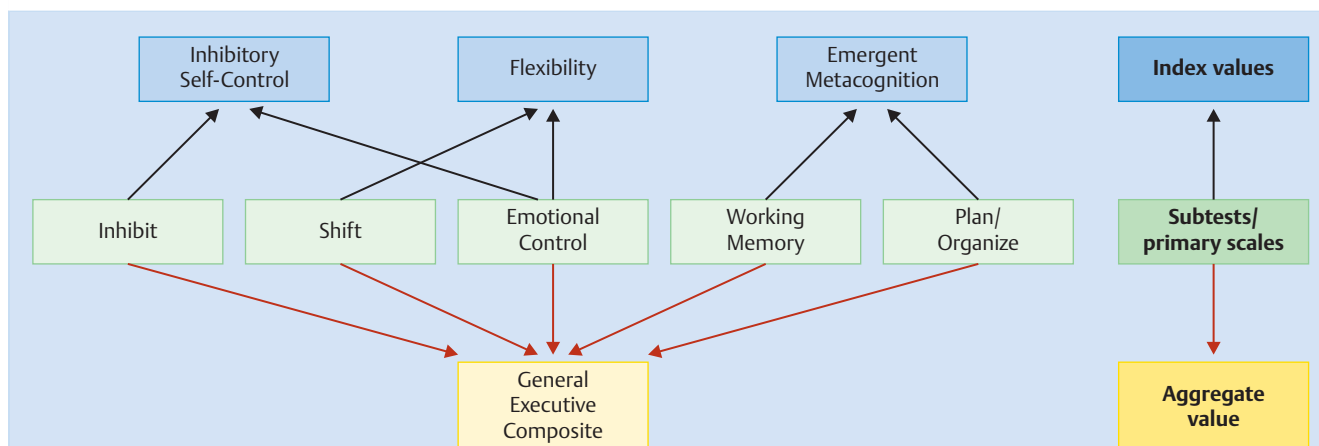 Inhibitory
Self-Control
Flexibility
Emergent
Metacognition
Index values
Inhibit
Shift
Emotional
Control
Working
Memory
Plan/
Organize
Subtests/
primary scales
General
Executive
Composite
Aggregate
value